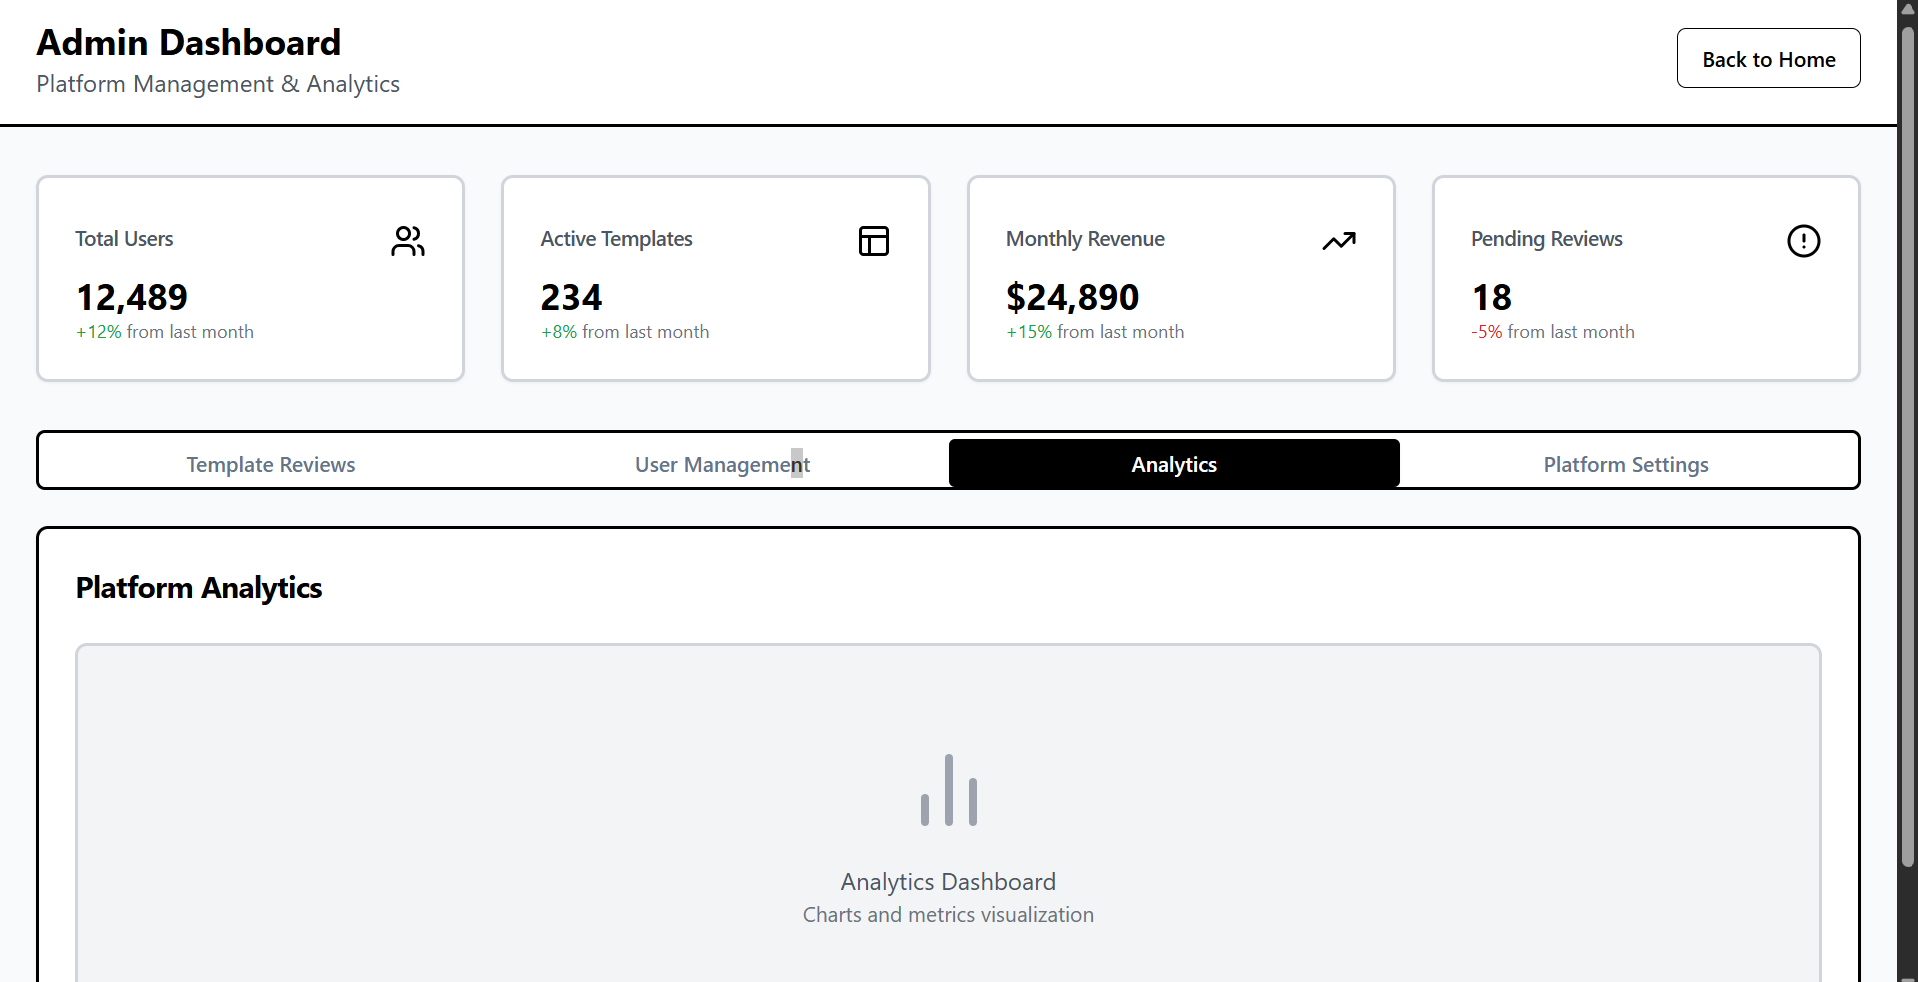 Admin Dashboard
Platform Management & Analytics
Back to Home
Total Users
12,489
+12% from last month
Active Templates
234
+8% from last month
Monthly Revenue
$24,890
+15% from last month
Pending Reviews
18
-5% from last month
Template Reviews
User Management
Analytics
Platform Settings
Platform Analytics
Analytics Dashboard
Charts and metrics visualization